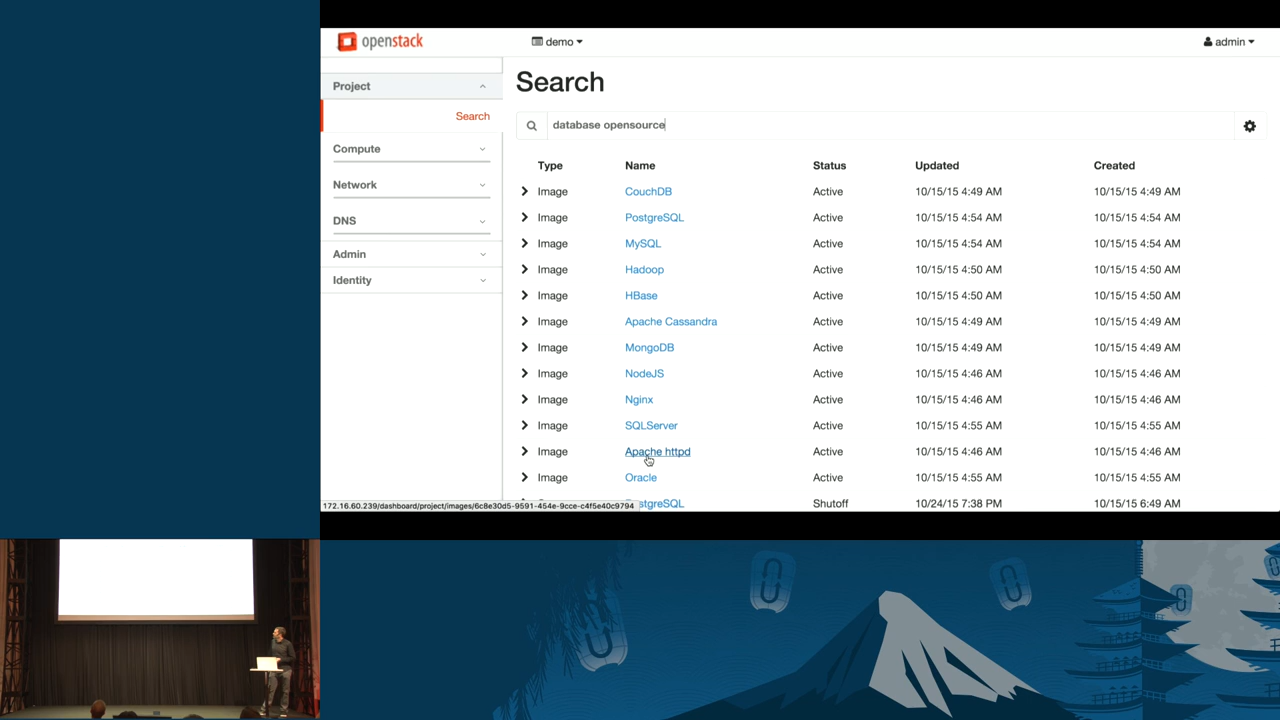 openstack
demo
admin
Project
Search
Compute
Network
DNS
Admin
Identity
Search
database opensource
Type Name Status Updated Created
Image CouchDB Active 10/15/15 4:49 AM 10/15/15 4:49 AM
Image PostgreSQL Active 10/15/15 4:54 AM 10/15/15 4:54 AM
Image MySQL Active 10/15/15 4:54 AM 10/15/15 4:54 AM
Image Hadoop Active 10/15/15 4:50 AM 10/15/15 4:50 AM
Image HBase Active 10/15/15 4:50 AM 10/15/15 4:50 AM
Image Apache Cassandra Active 10/15/15 4:49 AM 10/15/15 4:49 AM
Image MongoDB Active 10/15/15 4:49 AM 10/15/15 4:49 AM
Image NodeJS Active 10/15/15 4:46 AM 10/15/15 4:46 AM
Image Nginx Active 10/15/15 4:46 AM 10/15/15 4:46 AM
Image SQLServer Active 10/15/15 4:55 AM 10/15/15 4:55 AM
Image Apache httpd Active 10/15/15 4:46 AM 10/15/15 4:46 AM
Image Oracle Active 10/15/15 4:55 AM 10/15/15 4:55 AM
stgreSQL Shutoff 10/24/15 7:38 PM 10/15/15 6:49 AM
172.16.60.239/dashboard/project/images/6c8e30d5-9591-454e-9cce-c4f5e40c9794